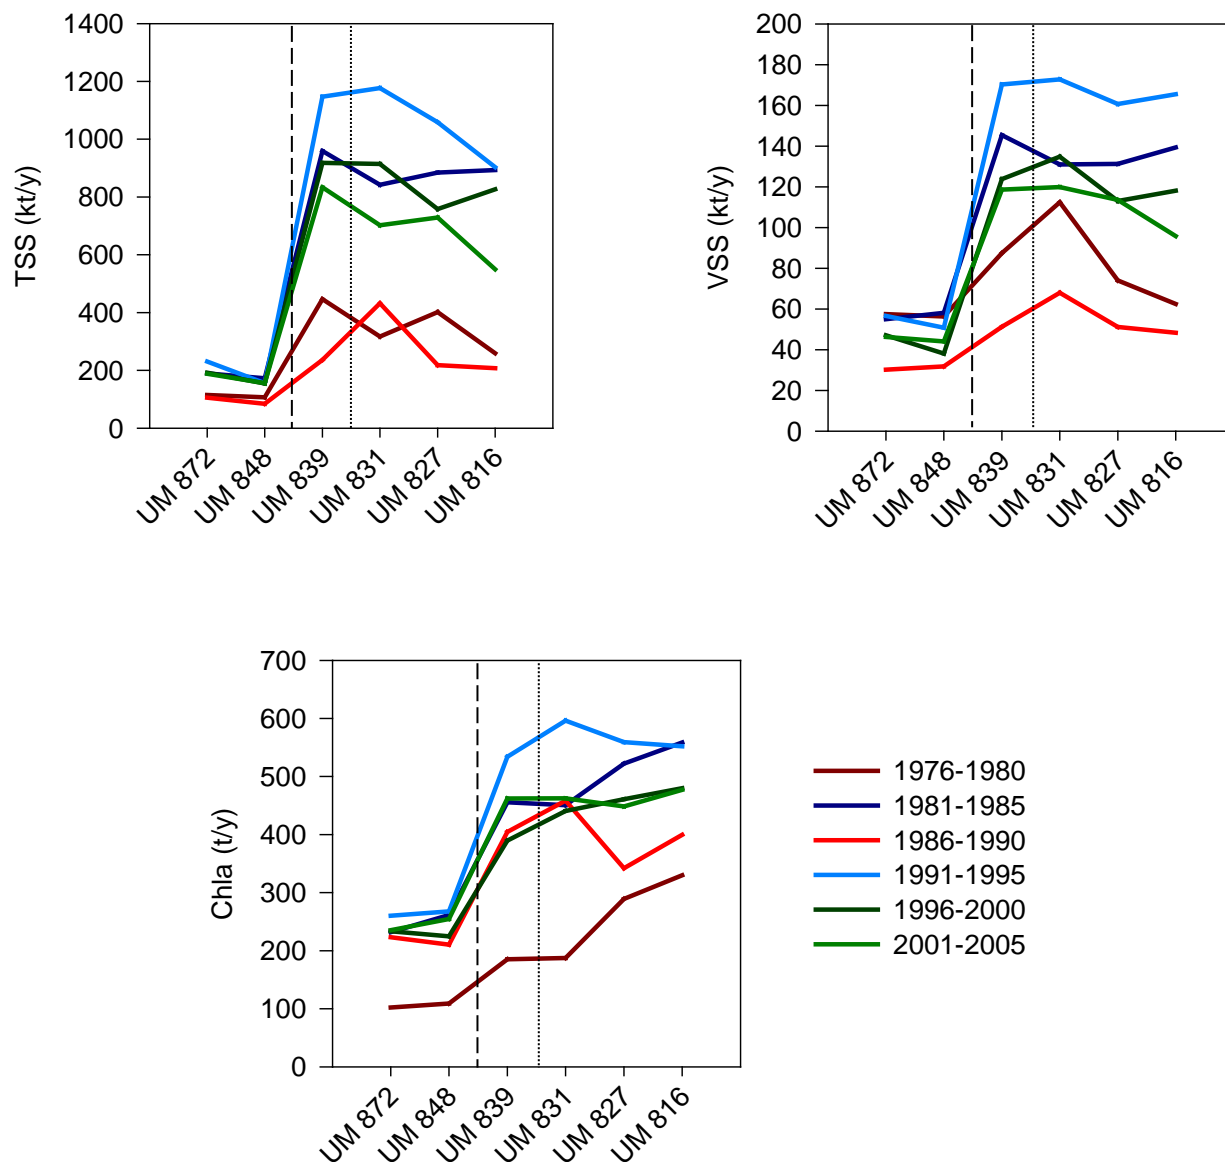 TSS (kt/y)
1400
1200
1000
800
600
400
200
0
UM 872
UM 848
UM 839
UM 831
UM 827
UM 816
VSS (kt/y)
200
180
160
140
120
100
80
60
40
20
0
UM 872
UM 848
UM 839
UM 831
UM 827
UM 816
Chla (t/y)
700
600
500
400
300
200
100
0
UM 872
UM 848
UM 839
UM 831
UM 827
UM 816
1976-1980
1981-1985
1986-1990
1991-1995
1996-2000
2001-2005